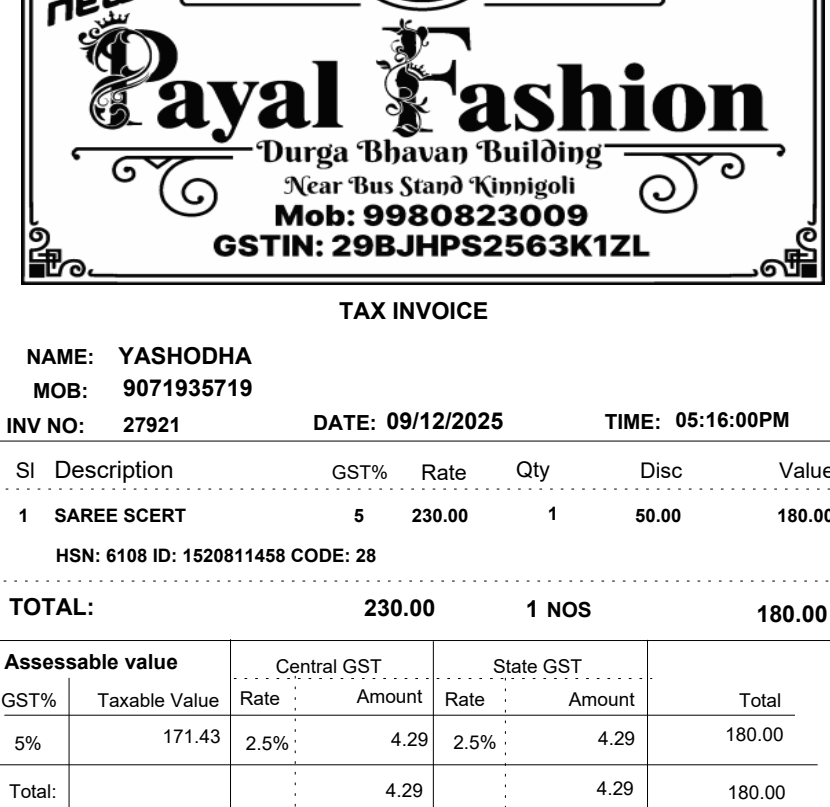 new
Payal Fashion
Durga Bhavan Building
Near Bus Stand Kinnigoli
Mob: 9980823009
GSTIN: 29BJHPS2563K1ZL
TAX INVOICE
NAME: YASHODHA
MOB: 9071935719
INV NO: 27921 DATE: 09/12/2025 TIME: 05:16:00PM
Sl Description GST% Rate Qty Disc Value
1 SAREE SCERT 5 230.00 1 50.00 180.00
HSN: 6108 ID: 1520811458 CODE: 28
TOTAL: 230.00 1 NOS 180.00
Assessable value Central GST State GST
GST% Taxable Value Rate Amount Rate Amount Total
5% 171.43 2.5% 4.29 2.5% 4.29 180.00
Total: 4.29 4.29 180.00